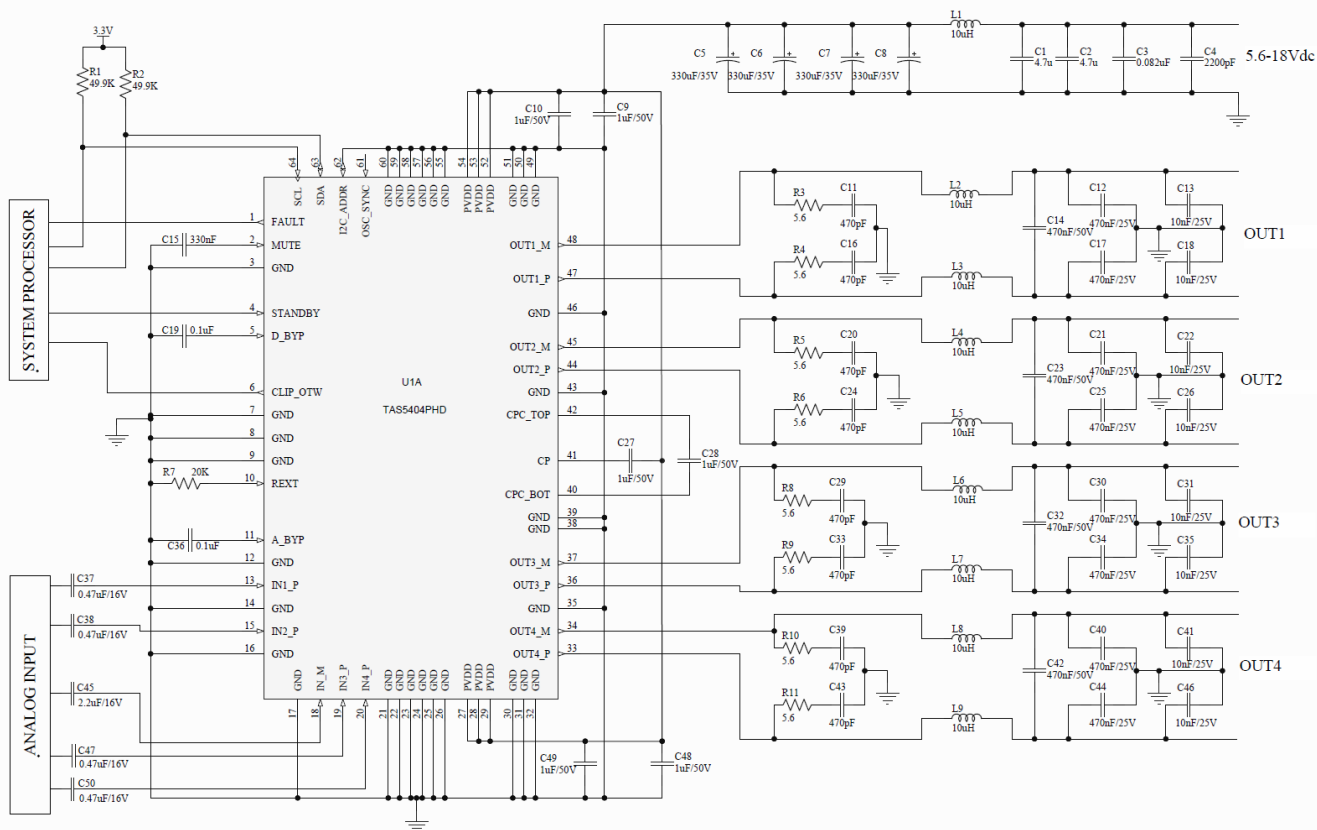 3.3V
R1
49.9K
R2
49.9K
L1
10uH
C5
330uF/35V
C6
330uF/35V
C7
330uF/35V
C8
330uF/35V
C1
4.7u
C2
4.7u
C3
0.082uF
C4
2200pF
5.6-18Vdc
C10
1uF/50V
C9
1uF/50V
64
63
62
61
60
59
58
57
56
55
54
53
52
51
50
49
SCL
SDA
I2C_ADDR
OSC_SYNC
GND
GND
GND
GND
GND
GND
PVDD
PVDD
PVDD
GND
GND
GND
SYSTEM PROCESSOR
1
FAULT
C15
330nF
2
MUTE
3
GND
4
STANDBY
C19
0.1uF
5
D_BYP
6
CLIP_OTW
7
GND
8
GND
9
GND
R7
20K
10
REXT
C36
0.1uF
11
A_BYP
12
GND
13
IN1_P
14
GND
15
IN2_P
16
GND
U1A
TAS5404PHD
OUT1_M
48
OUT1_P
47
GND
46
OUT2_M
45
OUT2_P
44
GND
43
CPC_TOP
42
CP
41
CPC_BOT
40
GND
39
GND
38
OUT3_M
37
OUT3_P
36
GND
35
OUT4_M
34
OUT4_P
33
C27
1uF/50V
C28
1uF/50V
ANALOG INPUT
C37
0.47uF/16V
C38
0.47uF/16V
C45
2.2uF/16V
C47
0.47uF/16V
C50
0.47uF/16V
GND
IN_M
IN3_P
IN4_P
GND
GND
GND
GND
GND
GND
PVDD
PVDD
PVDD
GND
GND
GND
17
18
19
20
21
22
23
24
25
26
27
28
29
30
31
32
C49
1uF/50V
C48
1uF/50V
R3
5.6
C11
470pF
R4
5.6
C16
470pF
L2
10uH
L3
10uH
C14
470nF/50V
C12
470nF/25V
C13
10nF/25V
C17
470nF/25V
C18
10nF/25V
OUT1
R5
5.6
C20
470pF
R6
5.6
C24
470pF
L4
10uH
L5
10uH
C23
470nF/50V
C21
470nF/25V
C22
10nF/25V
C25
470nF/25V
C26
10nF/25V
OUT2
R8
5.6
C29
470pF
R9
5.6
C33
470pF
L6
10uH
L7
10uH
C32
470nF/50V
C30
470nF/25V
C31
10nF/25V
C34
470nF/25V
C35
10nF/25V
OUT3
R10
5.6
C39
470pF
R11
5.6
C43
470pF
L8
10uH
L9
10uH
C42
470nF/50V
C40
470nF/25V
C41
10nF/25V
C44
470nF/25V
C46
10nF/25V
OUT4